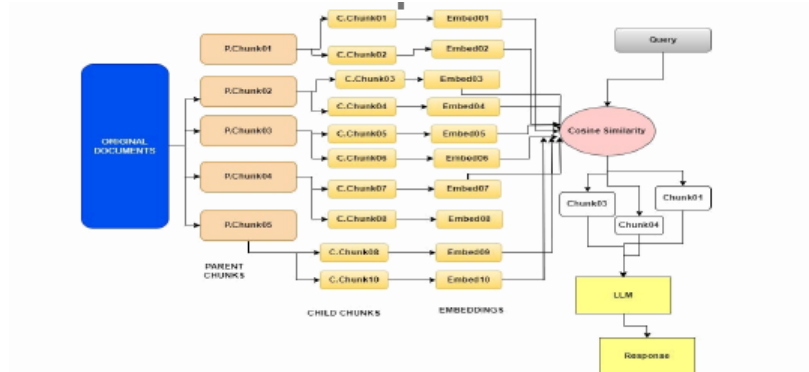 C.Chunk01
Embed01
P.Chunk01
C.Chunk02
Embed02
Query
P.Chunk02
C.Chunk03
Embed03
C.Chunk04
Embed04
ORIGINAL
DOCUMENTS
P.Chunk03
C.Chunk05
Embed05
Cosine Similarity
C.Chunk06
Embed06
P.Chunk04
C.Chunk07
Embed07
Chunk03
Chunk01
C.Chunk08
Embed08
Chunk04
P.Chunk05
C.Chunk08
Embed09
PARENT
CHUNKS
C.Chunk10
Embed10
LLM
CHILD CHUNKS
EMBEDDINGS
Response